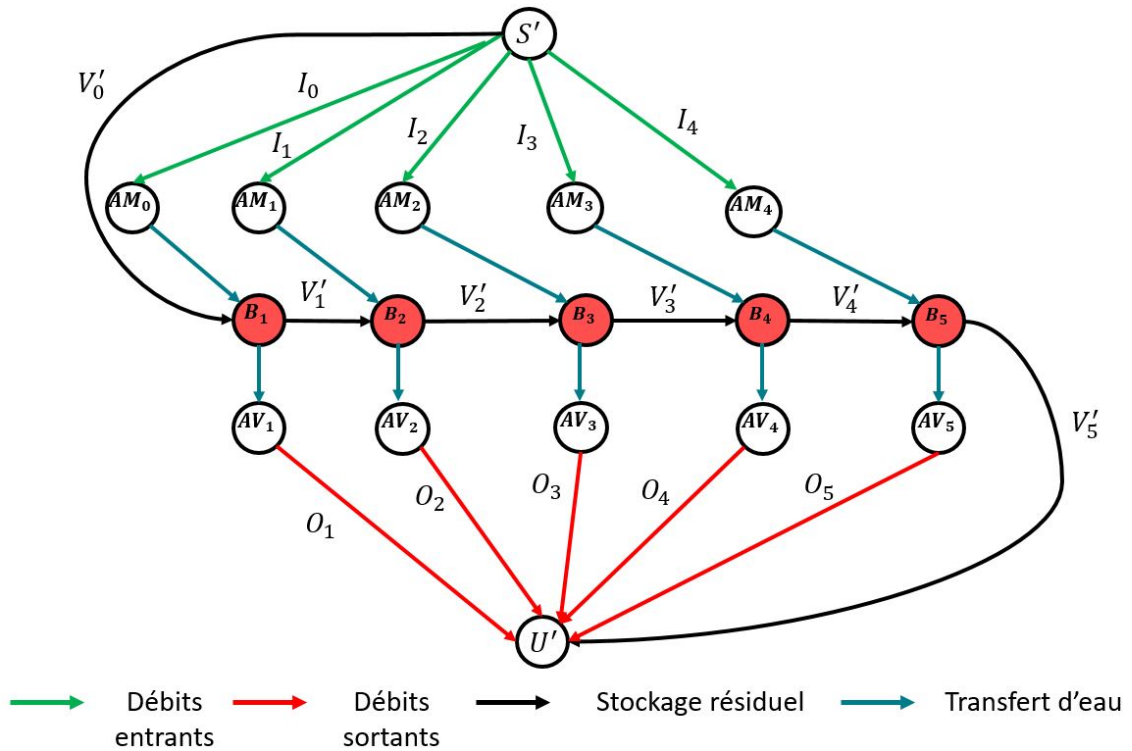 S'
V'₀
I₀
I₁
I₂
I₃
I₄
AM₀
AM₁
AM₂
AM₃
AM₄
V'₁
V'₂
V'₃
V'₄
B₁
B₂
B₃
B₄
B₅
AV₁
AV₂
AV₃
AV₄
AV₅
V'₅
O₁
O₂
O₃
O₄
O₅
U'
Débits
entrants
Débits
sortants
Stockage résiduel
Transfert d'eau